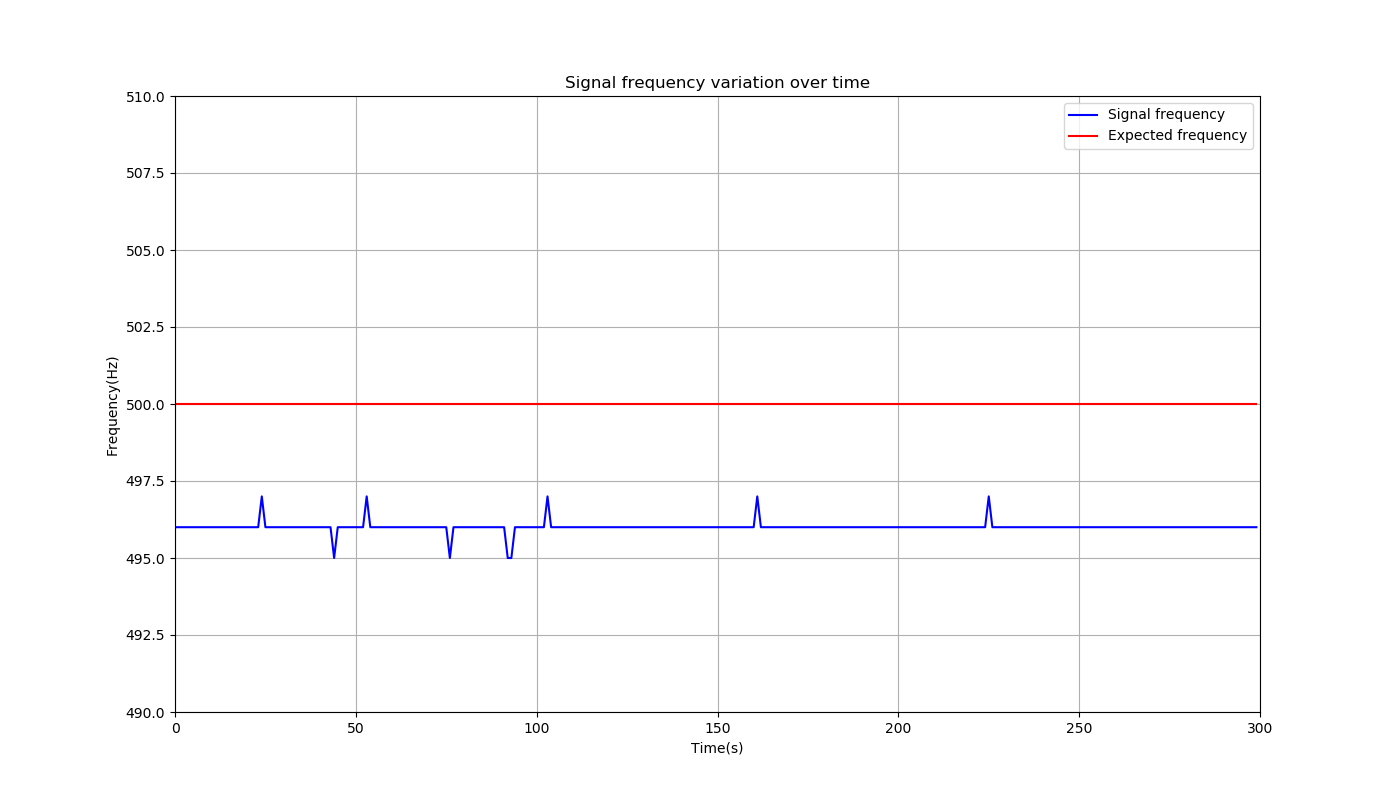 Signal frequency variation over time
510.0
507.5
505.0
502.5
500.0
497.5
495.0
492.5
490.0
Frequency(Hz)
Signal frequency
Expected frequency
0 50 100 150 200 250 300
Time(s)